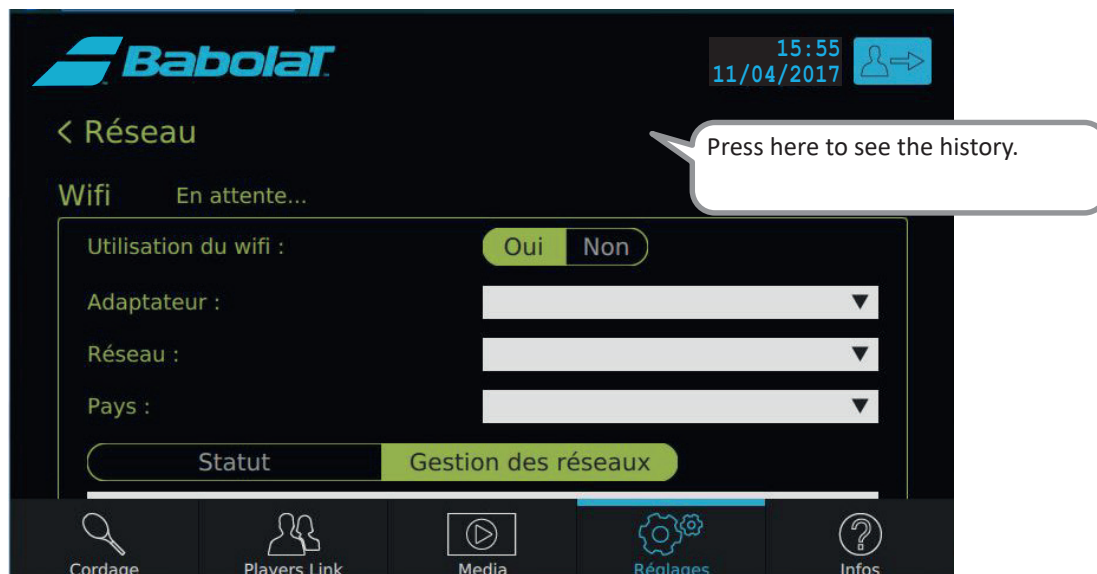 Babolat
15:55
11/04/2017
< Réseau
Press here to see the history.
Wifi En attente...
Utilisation du wifi : Oui Non
Adaptateur :
Réseau :
Pays :
Statut Gestion des réseaux
Cordage Players Link Media Réglages Infos